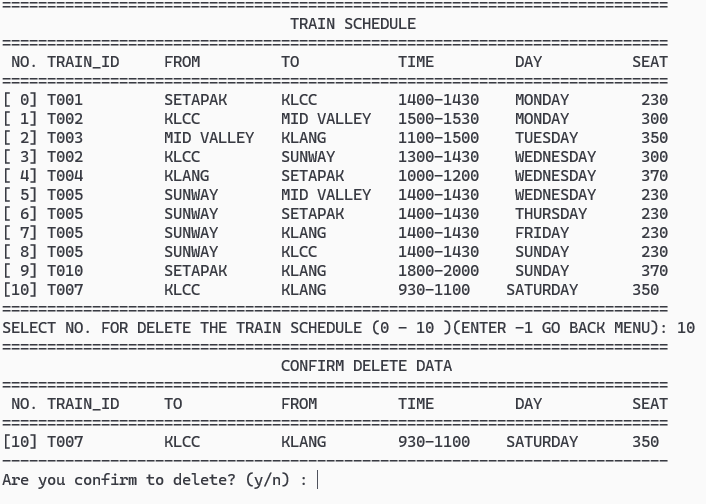 ==========================================================================
TRAIN SCHEDULE
==========================================================================
 NO. TRAIN_ID     FROM         TO           TIME         DAY          SEAT
==========================================================================
[ 0] T001         SETAPAK      KLCC         1400-1430    MONDAY        230
[ 1] T002         KLCC         MID VALLEY   1500-1530    MONDAY        300
[ 2] T003         MID VALLEY   KLANG        1100-1500    TUESDAY       350
[ 3] T002         KLCC         SUNWAY       1300-1430    WEDNESDAY     300
[ 4] T004         KLANG        SETAPAK      1000-1200    WEDNESDAY     370
[ 5] T005         SUNWAY       MID VALLEY   1400-1430    WEDNESDAY     230
[ 6] T005         SUNWAY       SETAPAK      1400-1430    THURSDAY      230
[ 7] T005         SUNWAY       KLANG        1400-1430    FRIDAY        230
[ 8] T005         SUNWAY       KLCC         1400-1430    SUNDAY        230
[ 9] T010         SETAPAK      KLANG        1800-2000    SUNDAY        370
[10] T007         KLCC         KLANG        930-1100    SATURDAY      350
==========================================================================
SELECT NO. FOR DELETE THE TRAIN SCHEDULE (0 - 10 )(ENTER -1 GO BACK MENU): 10
==========================================================================
CONFIRM DELETE DATA
==========================================================================
 NO. TRAIN_ID     TO           FROM         TIME         DAY          SEAT
==========================================================================
[10] T007         KLCC         KLANG        930-1100    SATURDAY      350
--------------------------------------------------------------------------
Are you confirm to delete? (y/n) :